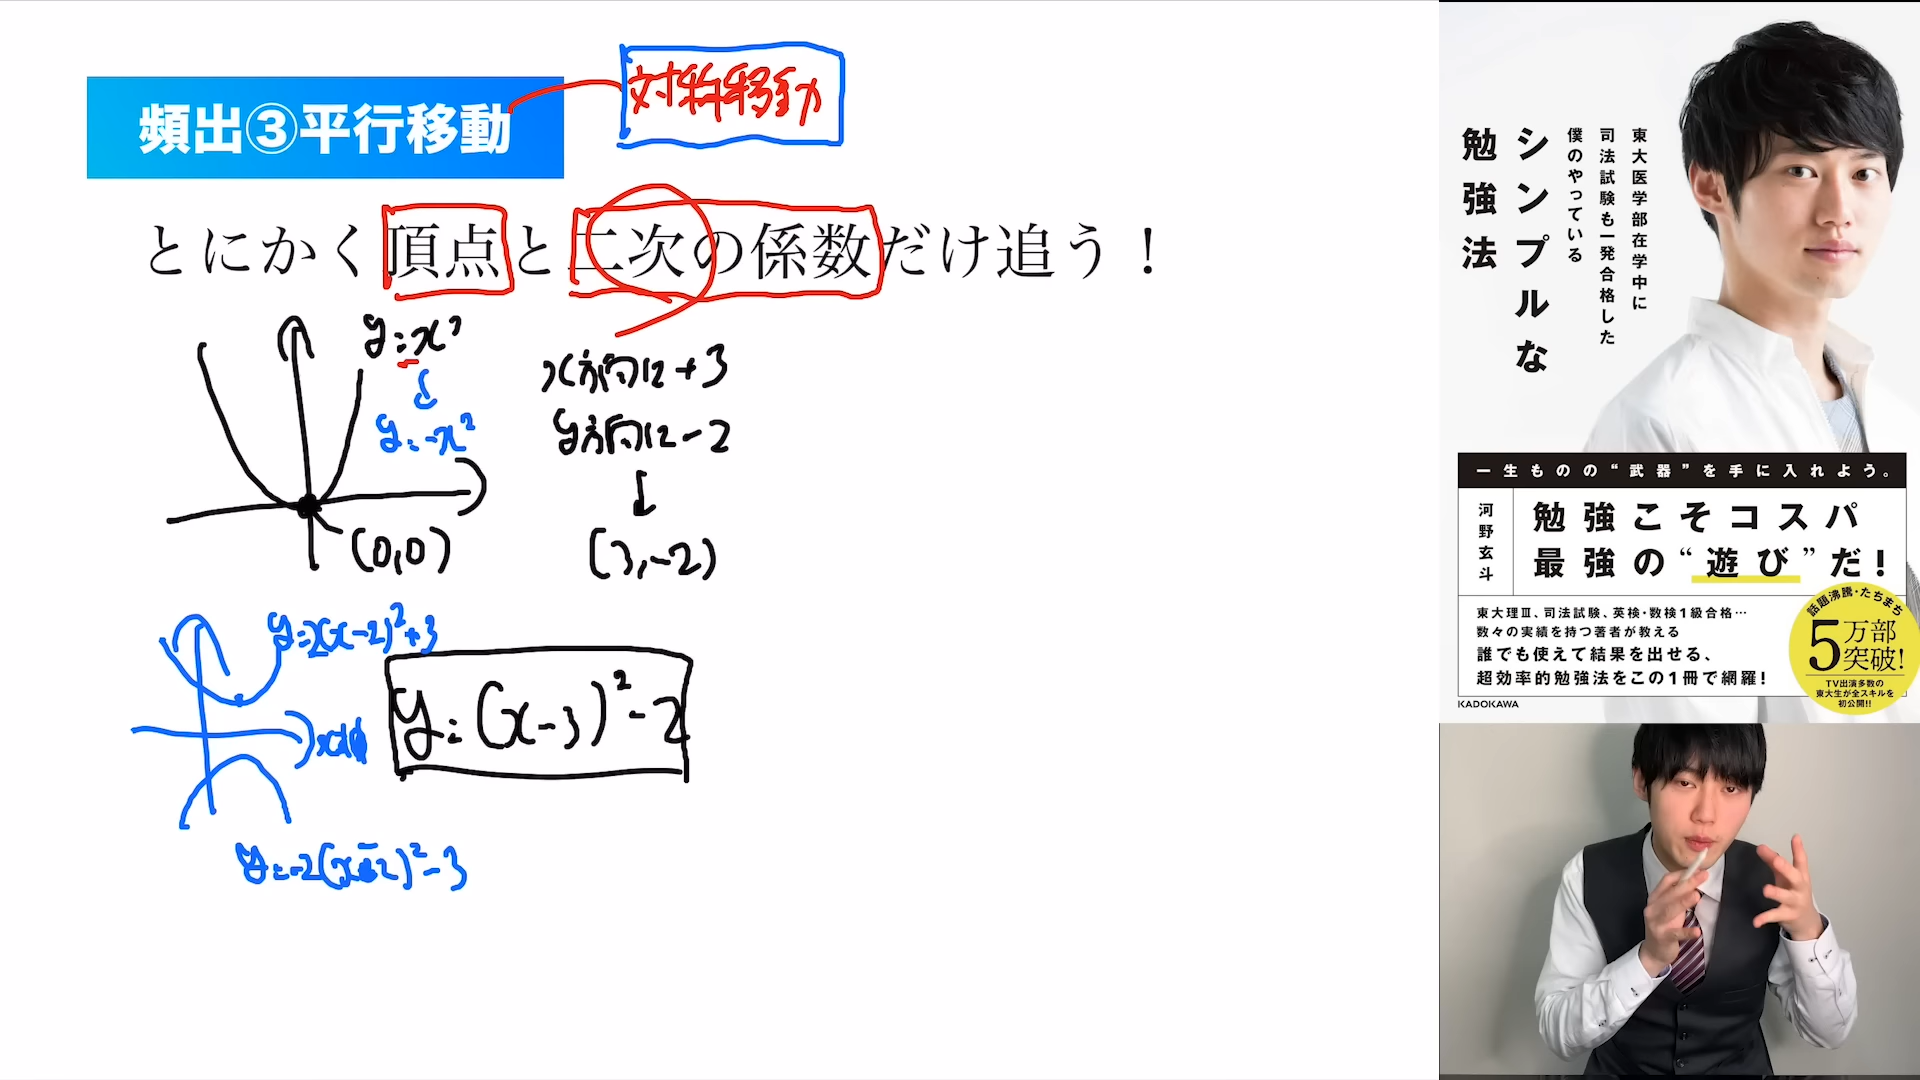 対称移動
頻出③平行移動
とにかく頂点と二次の係数だけ追う！
y=x²
y=-x²
x方向に+3
y方向に-2
(0,0)
(3,-2)
y=2(x-2)²+3
y=(x-3)²-2
x軸
y=-2(x-2)²-3
東大医学部在学中に
司法試験も一発合格した
僕のやっている
シンプルな
勉強法
一生ものの“武器”を手に入れよう。
河野玄斗
勉強こそコスパ
最強の“遊び”だ！
東大理Ⅲ、司法試験、英検・数検1級合格…
数々の実績を持つ著者が教える
誰でも使えて結果を出せる、
超効率的勉強法をこの1冊で網羅！
話題沸騰・たちまち
5万部
突破！
TV出演多数の
東大生が全スキルを
初公開!!
KADOKAWA